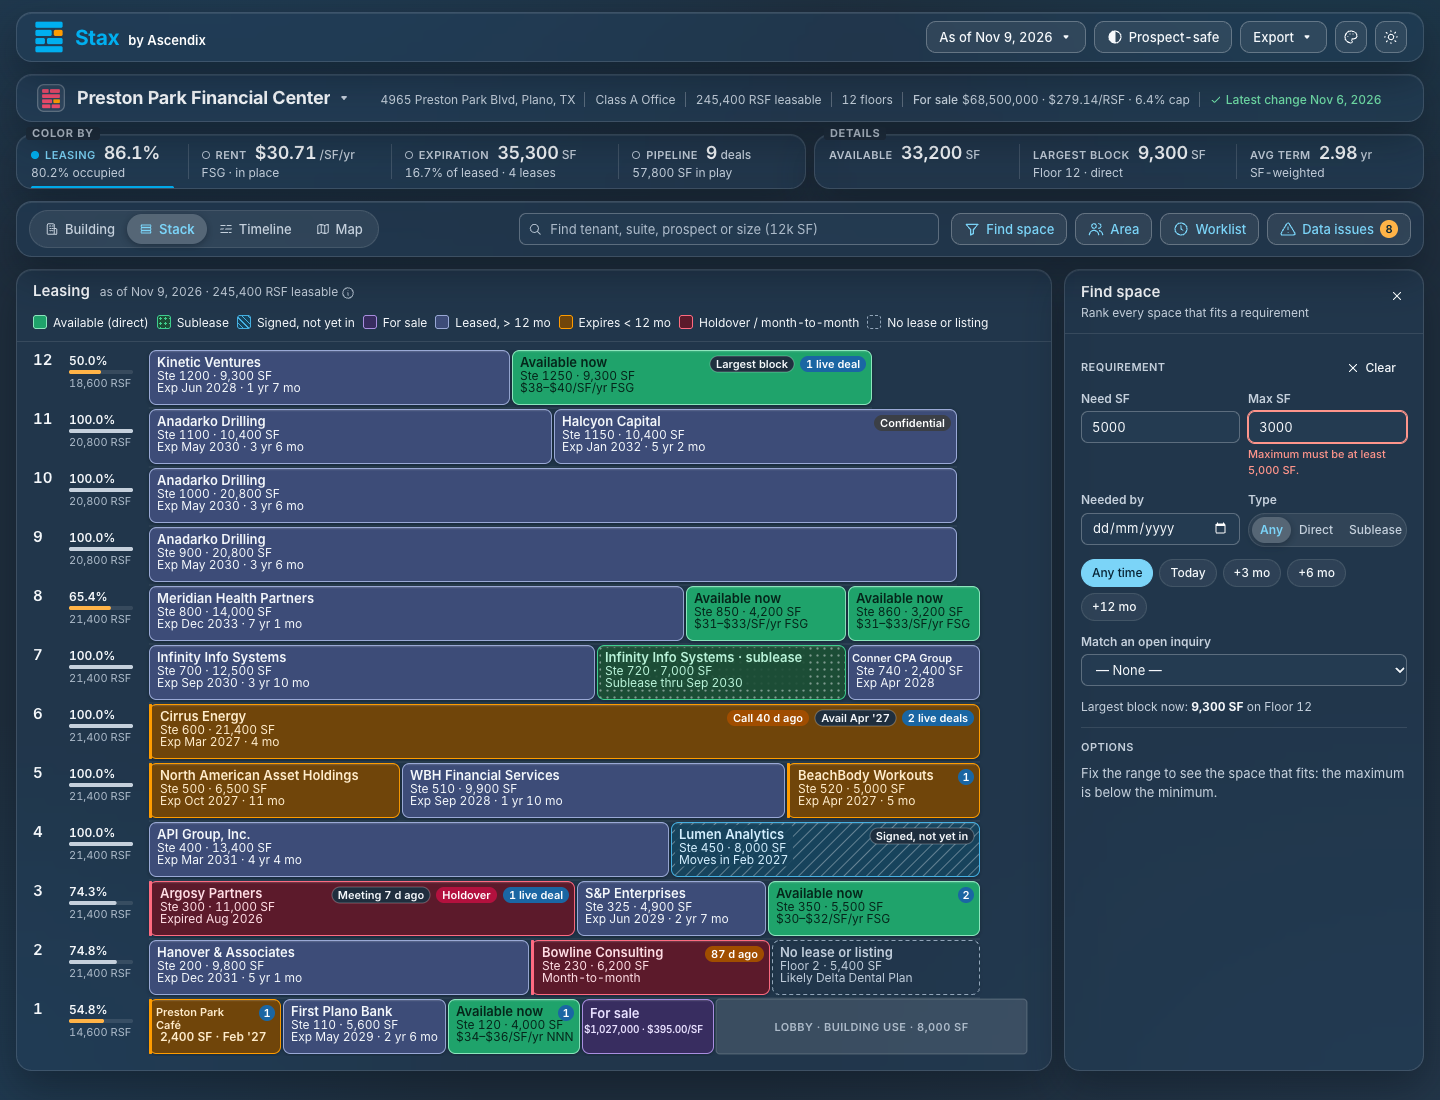 Stax by Ascendix
As of Nov 9, 2026
Prospect-safe
Export
Preston Park Financial Center
4965 Preston Park Blvd, Plano, TX
Class A Office
245,400 RSF leasable
12 floors
For sale $68,500,000 · $279.14/RSF · 6.4% cap
Latest change Nov 6, 2026
COLOR BY
LEASING 86.1%
80.2% occupied
RENT $30.71 /SF/yr
FSG · in place
EXPIRATION 35,300 SF
16.7% of leased · 4 leases
PIPELINE 9 deals
57,800 SF in play
DETAILS
AVAILABLE 33,200 SF
LARGEST BLOCK 9,300 SF
Floor 12 · direct
AVG TERM 2.98 yr
SF-weighted
Building
Stack
Timeline
Map
Find tenant, suite, prospect or size (12k SF)
Find space
Area
Worklist
Data issues 8
Leasing as of Nov 9, 2026 · 245,400 RSF leasable
Available (direct)
Sublease
Signed, not yet in
For sale
Leased, > 12 mo
Expires < 12 mo
Holdover / month-to-month
No lease or listing
12
50.0%
18,600 RSF
Kinetic Ventures
Ste 1200 · 9,300 SF
Exp Jun 2028 · 1 yr 7 mo
Available now
Ste 1250 · 9,300 SF
$38–$40/SF/yr FSG
Largest block
1 live deal
11
100.0%
20,800 RSF
Anadarko Drilling
Ste 1100 · 10,400 SF
Exp May 2030 · 3 yr 6 mo
Halcyon Capital
Ste 1150 · 10,400 SF
Exp Jan 2032 · 5 yr 2 mo
Confidential
10
100.0%
20,800 RSF
Anadarko Drilling
Ste 1000 · 20,800 SF
Exp May 2030 · 3 yr 6 mo
9
100.0%
20,800 RSF
Anadarko Drilling
Ste 900 · 20,800 SF
Exp May 2030 · 3 yr 6 mo
8
65.4%
21,400 RSF
Meridian Health Partners
Ste 800 · 14,000 SF
Exp Dec 2033 · 7 yr 1 mo
Available now
Ste 850 · 4,200 SF
$31–$33/SF/yr FSG
Available now
Ste 860 · 3,200 SF
$31–$33/SF/yr FSG
7
100.0%
21,400 RSF
Infinity Info Systems
Ste 700 · 12,500 SF
Exp Sep 2030 · 3 yr 10 mo
Infinity Info Systems · sublease
Ste 720 · 7,000 SF
Sublease thru Sep 2030
Conner CPA Group
Ste 740 · 2,400 SF
Exp Apr 2028
6
100.0%
21,400 RSF
Cirrus Energy
Ste 600 · 21,400 SF
Exp Mar 2027 · 4 mo
Call 40 d ago
Avail Apr '27
2 live deals
5
100.0%
21,400 RSF
North American Asset Holdings
Ste 500 · 6,500 SF
Exp Oct 2027 · 11 mo
WBH Financial Services
Ste 510 · 9,900 SF
Exp Sep 2028 · 1 yr 10 mo
BeachBody Workouts
Ste 520 · 5,000 SF
Exp Apr 2027 · 5 mo
1
4
100.0%
21,400 RSF
API Group, Inc.
Ste 400 · 13,400 SF
Exp Mar 2031 · 4 yr 4 mo
Lumen Analytics
Ste 450 · 8,000 SF
Moves in Feb 2027
Signed, not yet in
3
74.3%
21,400 RSF
Argosy Partners
Ste 300 · 11,000 SF
Expired Aug 2026
Meeting 7 d ago
Holdover
1 live deal
S&P Enterprises
Ste 325 · 4,900 SF
Exp Jun 2029 · 2 yr 7 mo
Available now
Ste 350 · 5,500 SF
$30–$32/SF/yr FSG
2
2
74.8%
21,400 RSF
Hanover & Associates
Ste 200 · 9,800 SF
Exp Dec 2031 · 5 yr 1 mo
Bowline Consulting
Ste 230 · 6,200 SF
Month-to-month
87 d ago
No lease or listing
Floor 2 · 5,400 SF
Likely Delta Dental Plan
1
54.8%
14,600 RSF
Preston Park
Café
2,400 SF · Feb '27
1
First Plano Bank
Ste 110 · 5,600 SF
Exp May 2029 · 2 yr 6 mo
Available now
Ste 120 · 4,000 SF
$34–$36/SF/yr NNN
1
For sale
$1,027,000 · $395.00/SF
LOBBY · BUILDING USE · 8,000 SF
Find space
Rank every space that fits a requirement
REQUIREMENT
Clear
Need SF
Max SF
5000
3000
Maximum must be at least
5,000 SF.
Needed by
Type
dd/mm/yyyy
Any
Direct
Sublease
Any time
Today
+3 mo
+6 mo
+12 mo
Match an open inquiry
— None —
Largest block now: 9,300 SF on Floor 12
OPTIONS
Fix the range to see the space that fits: the maximum
is below the minimum.